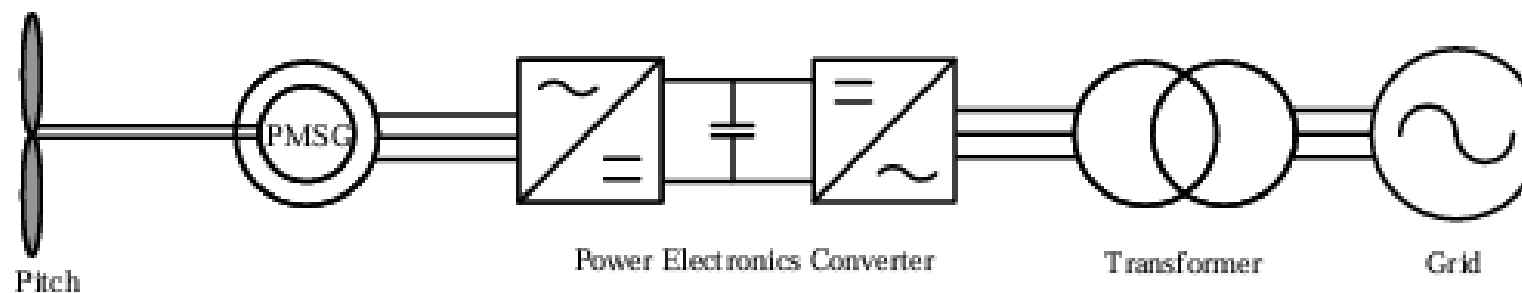 PMSG
Power Electronics Converter
Transformer
Grid
Pitch